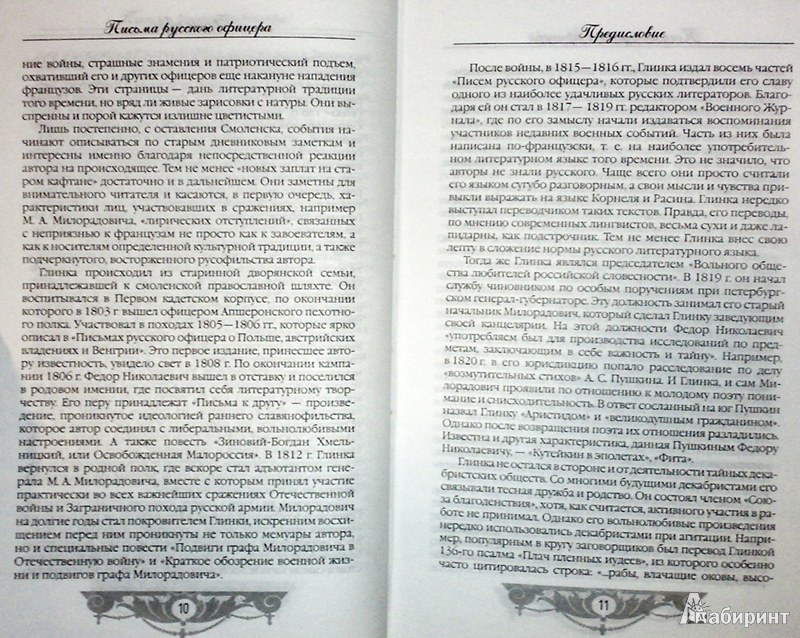 Письма русского офицера
ние войны, страшные знамения и патриотический подъем,
охвативший его и других офицеров еще накануне нападения
французов. Эти страницы — дань литературной традиции
того времени, но вряд ли живые зарисовки с натуры. Они вы-
спренны и порой кажутся излишне цветистыми.
Лишь постепенно, с оставления Смоленска, события на-
чинают описываться по старым дневниковым заметкам и
интересны именно благодаря непосредственной реакции
автора на происходящее. Тем не менее «новых заплат на ста-
ром кафтане» достаточно и в дальнейшем. Они заметны для
внимательного читателя и касаются, в первую очередь, ха-
рактеристики лиц, участвовавших в сражениях, например
М. А. Милорадовича, «лирических отступлений», связанных
с неприязнью к французам не просто как к завоевателям, а
как к носителям определенной культурной традиции, а также
подчеркнутого, восторженного русофильства автора.
Глинка происходил из старинной дворянской семьи,
принадлежавшей к смоленской православной шляхте. Он
воспитывался в Первом кадетском корпусе, по окончании
которого в 1803 г. вышел офицером Апшеронского пехотно-
го полка. Участвовал в походах 1805—1806 гг., которые ярко
описал в «Письмах русского офицера о Польше, австрийских
владениях и Венгрии». Это первое издание, принесшее авто-
ру известность, увидело свет в 1808 г. По окончании кампа-
нии 1806 г. Федор Николаевич вышел в отставку и поселился
в родовом имении, где посвятил себя литературному твор-
честву. Его перу принадлежат «Письма к другу» — произве-
дение, проникнутое идеологией раннего славянофильства,
которое автор соединял с либеральными, вольнолюбивыми
настроениями. А также повесть «Зиновий-Богдан Хмель-
ницкий, или Освобожденная Малороссия». В 1812 г. Глинка
вернулся в родной полк, где вскоре стал адъютантом гене-
рала М. А. Милорадовича, вместе с которым принял участие
практически во всех важнейших сражениях Отечественной
войны и Заграничного похода русской армии. Милорадович
на долгие годы стал покровителем Глинки, искренним восхи-
щением перед ним проникнуты не только мемуары автора,
но и специальные повести «Подвиги графа Милорадовича в
Отечественную войну» и «Краткое обозрение военной жиз-
ни и подвигов графа Милорадовича».
10
Предисловие
После войны, в 1815—1816 гг., Глинка издал восемь частей
«Писем русского офицера», которые подтвердили его славу
одного из наиболее удачливых русских литераторов. Благо-
даря ей он стал в 1817— 1819 гг. редактором «Военного Жур-
нала», где по его замыслу начали издаваться воспоминания
участников недавних военных событий. Часть из них была
написана по-французски, т. е. на наиболее употребитель-
ном литературном языке того времени. Это не значило, что
авторы не знали русского. Чаще всего они просто считали
его языком сугубо разговорным, а свои мысли и чувства при-
выкли выражать на языке Корнеля и Расина. Глинка нередко
выступал переводчиком таких текстов. Правда, его переводы,
по мнению современных лингвистов, весьма сухи и даже ла-
пидарны, как подстрочник. Тем не менее Глинка внес свою
лепту в сложение нормы русского литературного языка.
Тогда же Глинка являлся председателем «Вольного обще-
ства любителей российской словесности». В 1819 г. он начал
службу чиновником по особым поручениям при петербург-
ском генерал-губернаторе. Эту должность занимал его старый
начальник Милорадович, который сделал Глинку заведующим
своей канцелярии. На этой должности Федор Николаевич
«употребляем был для производства исследований по пред-
метам, заключающим в себе важность и тайну». Например,
в 1820 г. в его юрисдикцию попало расследование по делу
«возмутительных стихов» А. С. Пушкина. И Глинка, и сам Ми-
лорадович проявили по отношению к молодому поэту пони-
мание и снисходительность. В ответ сосланный на юг Пушкин
назвал Глинку «Аристидом» и «великодушным гражданином».
Однако после возвращения поэта их отношения разладились.
Известна и другая характеристика, данная Пушкиным Федору
Николаевичу, — «Кутейкин в эполетах», «Фита».
Глинка не остался в стороне и от деятельности тайных дека-
бристских обществ. Со многими будущими декабристами его
связывали тесная дружба и родство. Он состоял членом «Сою-
за благоденствия», хотя, как считается, активного участия в ра-
боте не принимал. Однако его вольнолюбивые произведения
нередко использовались декабристами при агитации. Напри-
мер, популярным в кругу заговорщиков был перевод Глинкой
136-го псалма «Плач пленных иудеев», из которого особенно
часто цитировалась строка: «...рабы, влачащие оковы, высо-
11
Лабиринт